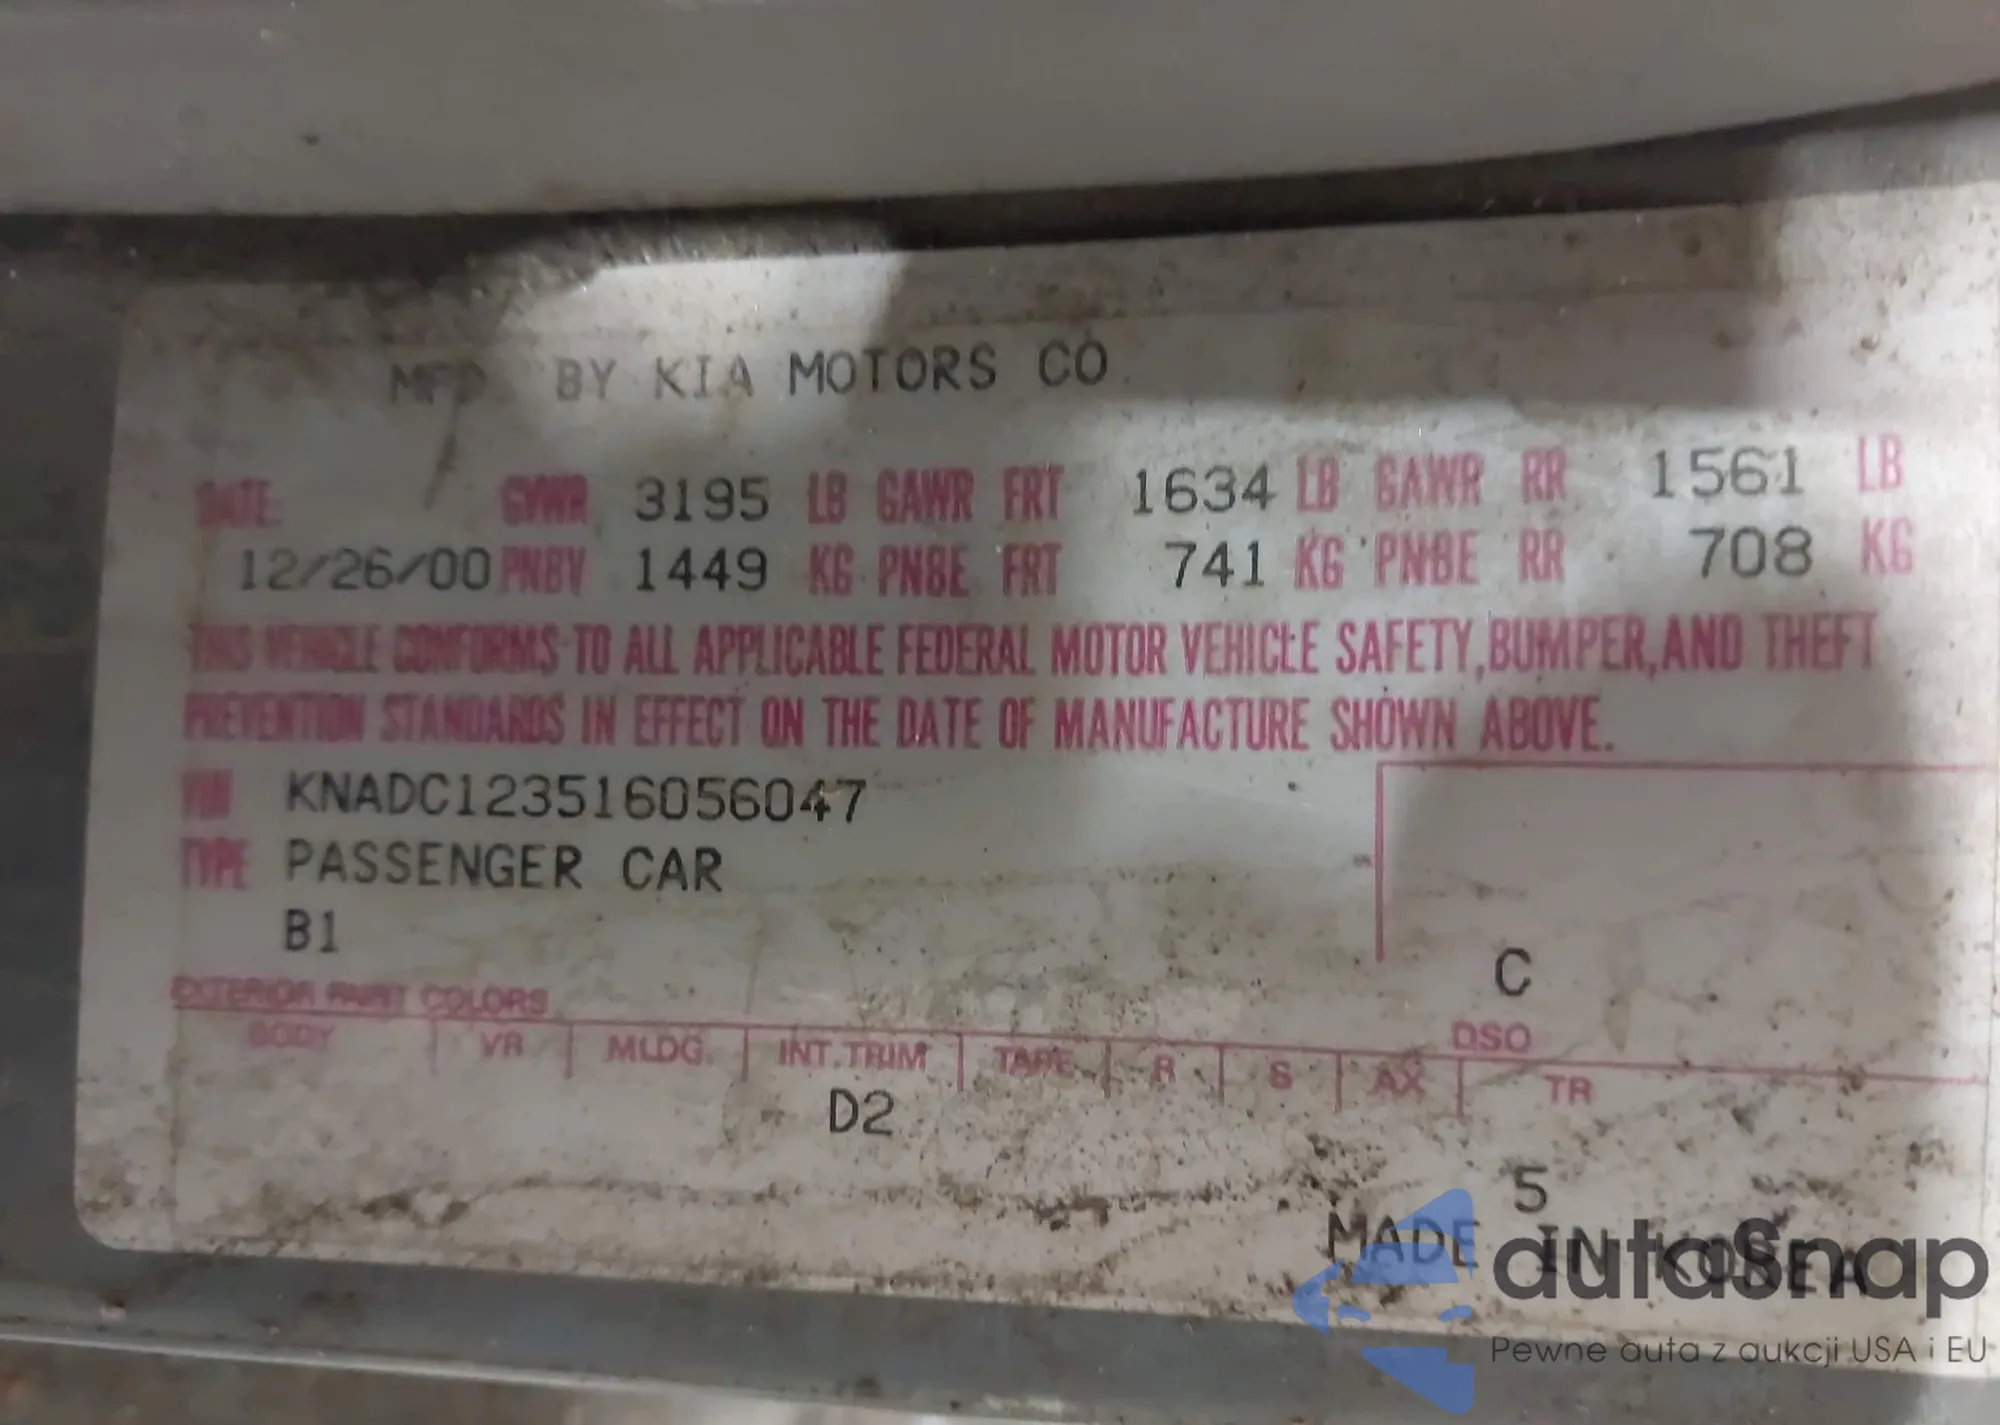 MFD. BY KIA MOTORS CO
DATE GVWR 3195 LB GAWR FRT 1634 LB GAWR RR 1561 LB
12/26/00 PNBV 1449 KG PNBE FRT 741 KG PNBE RR 708 KG
THIS VEHICLE CONFORMS TO ALL APPLICABLE FEDERAL MOTOR VEHICLE SAFETY, BUMPER, AND THEFT
PREVENTION STANDARDS IN EFFECT ON THE DATE OF MANUFACTURE SHOWN ABOVE.
VIN KNADC123516056047
TYPE PASSENGER CAR
B1
C
EXTERIOR PAINT COLORS
DSO
BODY VR MLDG. INT.TRIM TAPE R S AX TR
D2
5
MADE IN KOREA
autoSnap
Pewne auta z aukcji USA i EU